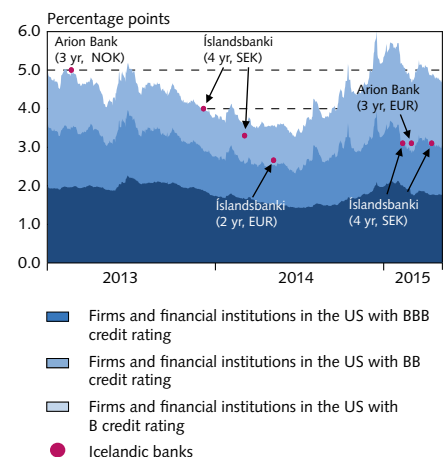 Percentage points
6.0
5.0
4.0
3.0
2.0
1.0
0.0
Arion Bank
(3 yr, NOK)
Íslandsbanki
(4 yr, SEK)
Arion Bank
(3 yr, EUR)
Íslandsbanki
(2 yr, EUR)
Íslandsbanki
(4 yr, SEK)
2013
2014
2015
Firms and financial institutions in the US with BBB
credit rating
Firms and financial institutions in the US with BB
credit rating
Firms and financial institutions in the US with
B credit rating
Icelandic banks